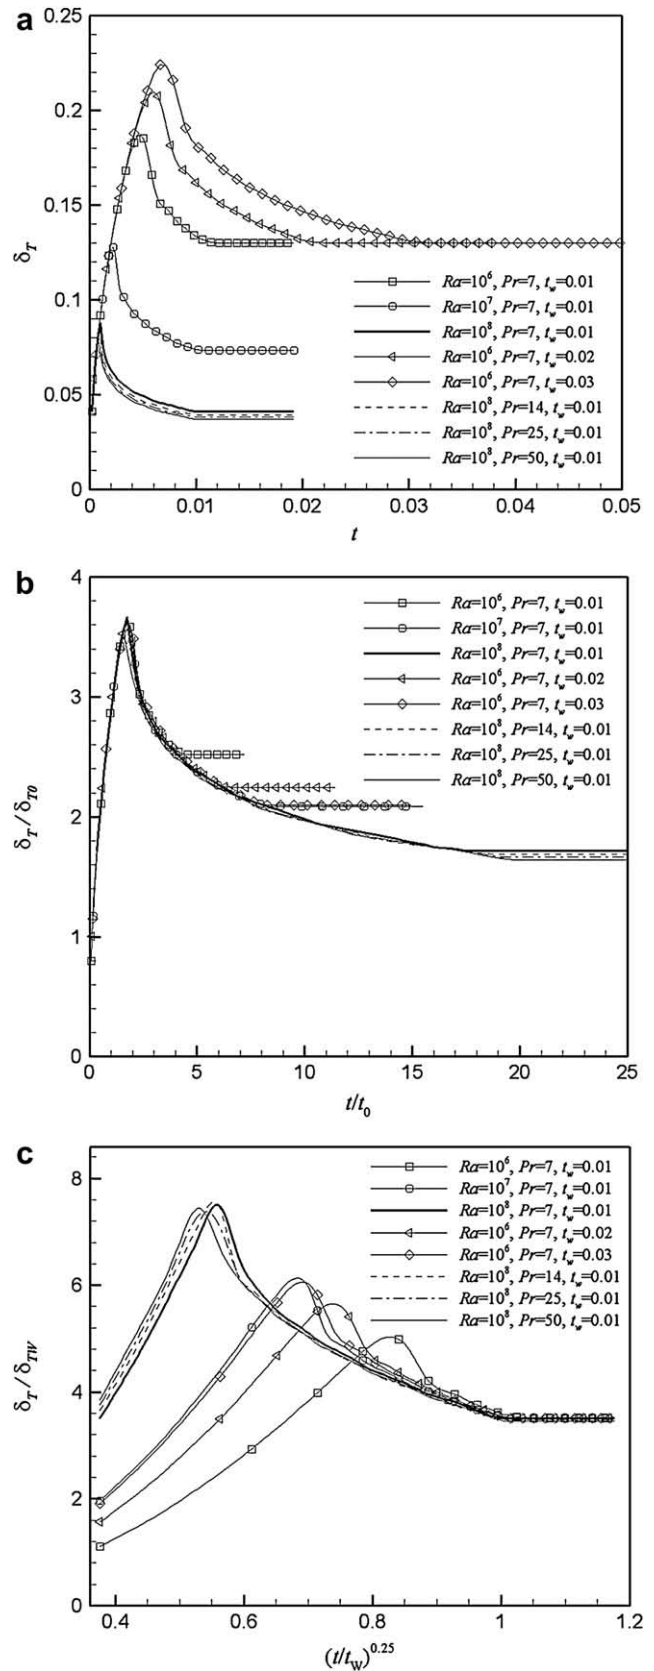 a
0.25
0.2
0.15
0.1
0.05
0
δT
Ra=10⁶, Pr=7, tw=0.01
Ra=10⁷, Pr=7, tw=0.01
Ra=10⁸, Pr=7, tw=0.01
Ra=10⁶, Pr=7, tw=0.02
Ra=10⁶, Pr=7, tw=0.03
Ra=10⁸, Pr=14, tw=0.01
Ra=10⁸, Pr=25, tw=0.01
Ra=10⁸, Pr=50, tw=0.01
0 0.01 0.02 0.03 0.04 0.05
t
b
4
3
2
1
0
δT / δT0
Ra=10⁶, Pr=7, tw=0.01
Ra=10⁷, Pr=7, tw=0.01
Ra=10⁸, Pr=7, tw=0.01
Ra=10⁶, Pr=7, tw=0.02
Ra=10⁶, Pr=7, tw=0.03
Ra=10⁸, Pr=14, tw=0.01
Ra=10⁸, Pr=25, tw=0.01
Ra=10⁸, Pr=50, tw=0.01
0 5 10 15 20 25
t/t0
c
8
6
4
2
0
δT / δTW
Ra=10⁶, Pr=7, tw=0.01
Ra=10⁷, Pr=7, tw=0.01
Ra=10⁸, Pr=7, tw=0.01
Ra=10⁶, Pr=7, tw=0.02
Ra=10⁶, Pr=7, tw=0.03
Ra=10⁸, Pr=14, tw=0.01
Ra=10⁸, Pr=25, tw=0.01
Ra=10⁸, Pr=50, tw=0.01
0.4 0.6 0.8 1 1.2
(t/tW)^0.25